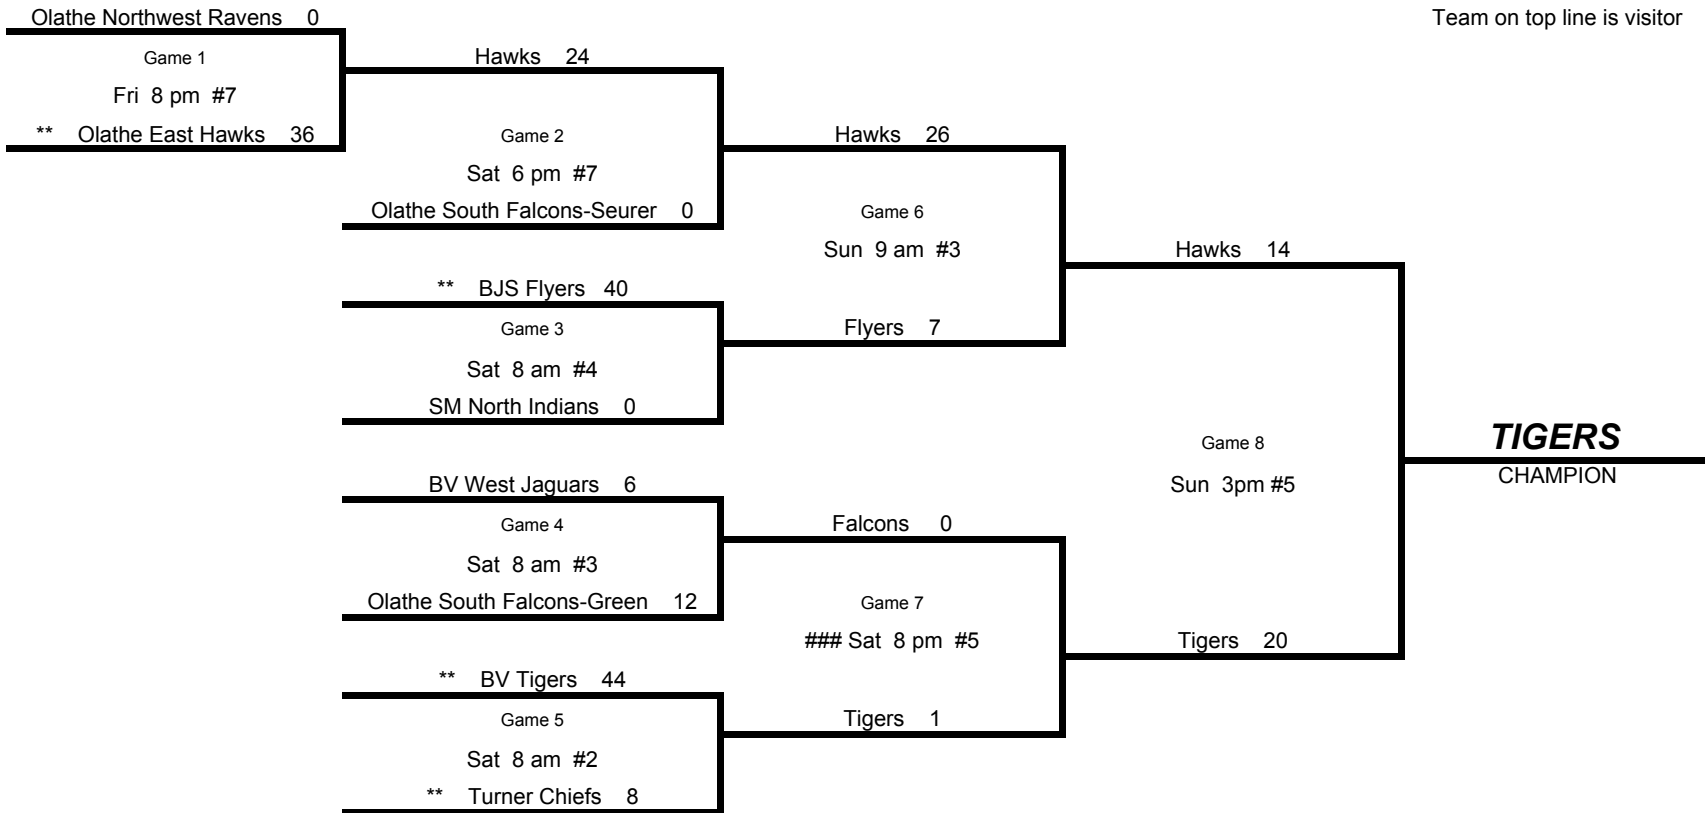 Olathe Northwest Ravens 0
Team on top line is visitor
Game 1
Fri 8 pm #7
** Olathe East Hawks 36
Hawks 24
Game 2
Sat 6 pm #7
Olathe South Falcons-Seurer 0
** BJS Flyers 40
Game 3
Sat 8 am #4
SM North Indians 0
BV West Jaguars 6
Game 4
Sat 8 am #3
Olathe South Falcons-Green 12
** BV Tigers 44
Game 5
Sat 8 am #2
** Turner Chiefs 8
Hawks 26
Game 6
Sun 9 am #3
Flyers 7
Falcons 0
Game 7
### Sat 8 pm #5
Tigers 1
Hawks 14
Game 8
Sun 3pm #5
Tigers 20
TIGERS
CHAMPION